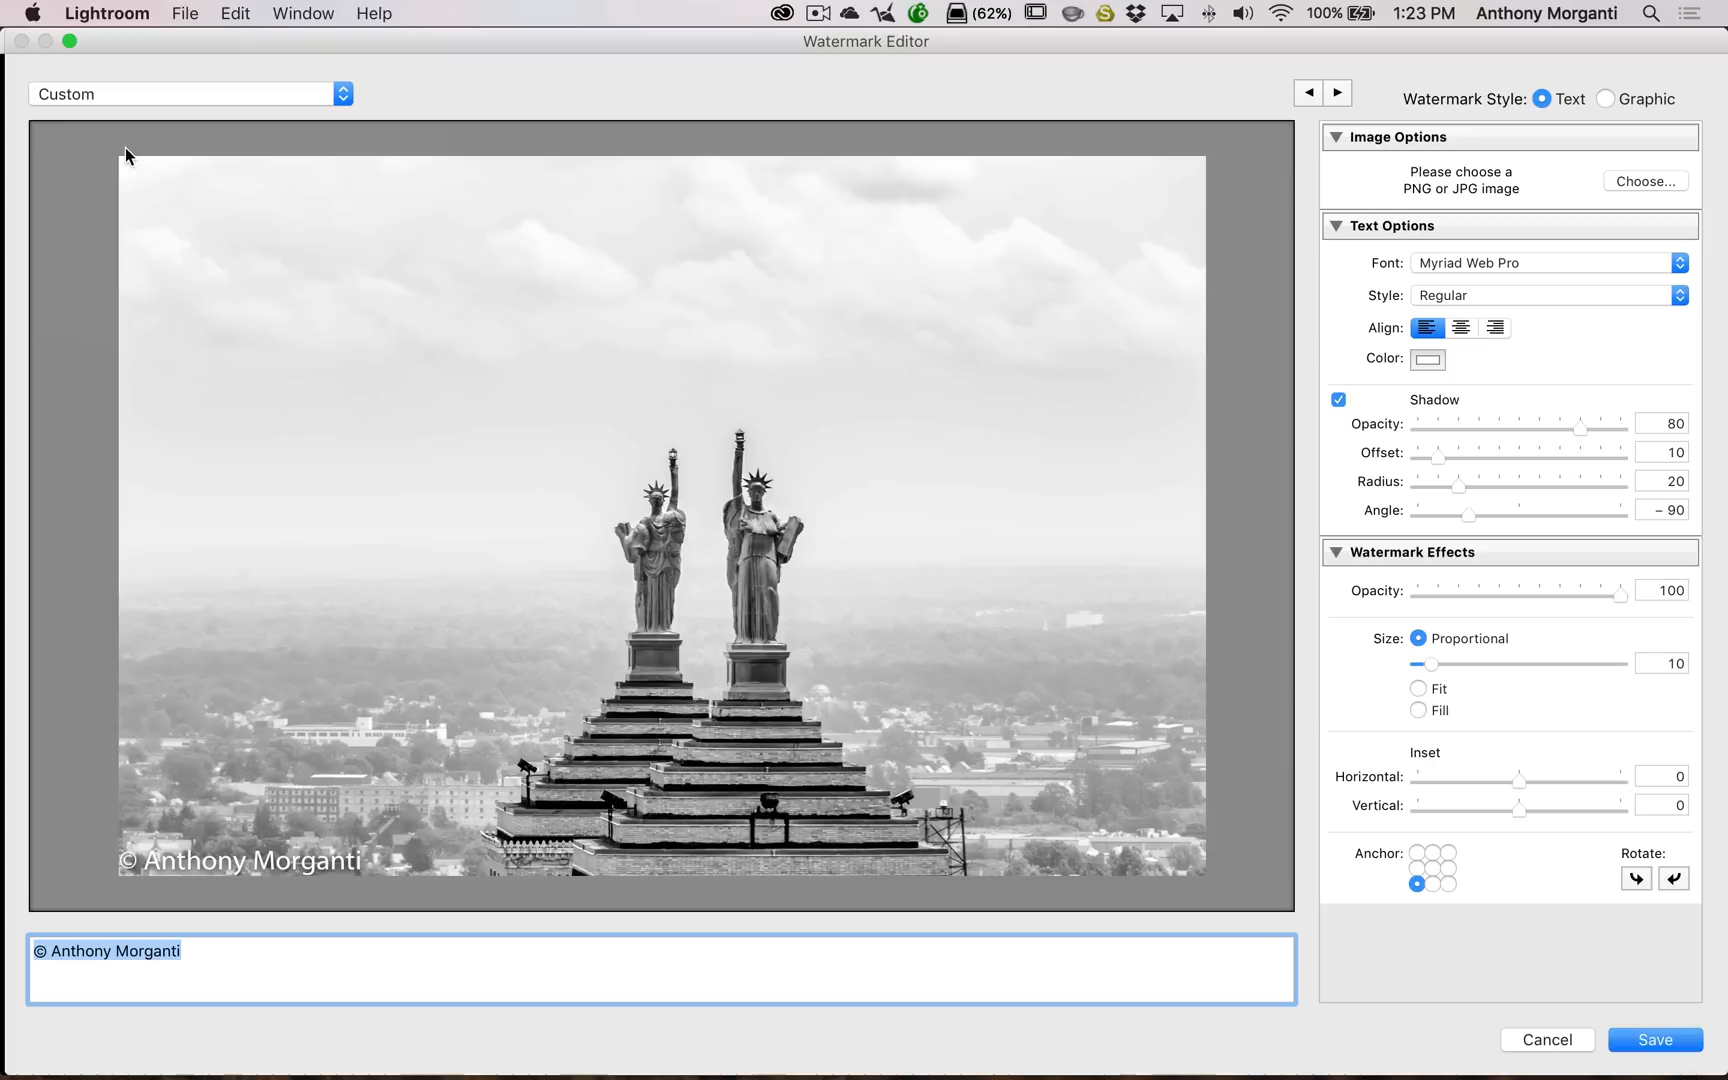 Lightroom File Edit Window Help (62%) 100% 1:23 PM Anthony Morganti
Watermark Editor
Custom
Watermark Style: Text Graphic
Image Options
Please choose a
PNG or JPG image
Choose...
Text Options
Font: Myriad Web Pro
Style: Regular
Align:
Color:
Shadow
Opacity: 80
Offset: 10
Radius: 20
Angle: – 90
Watermark Effects
Opacity: 100
Size: Proportional
10
Fit
Fill
Inset
Horizontal: 0
Vertical: 0
Anchor: Rotate:
© Anthony Morganti
© Anthony Morganti
Cancel Save